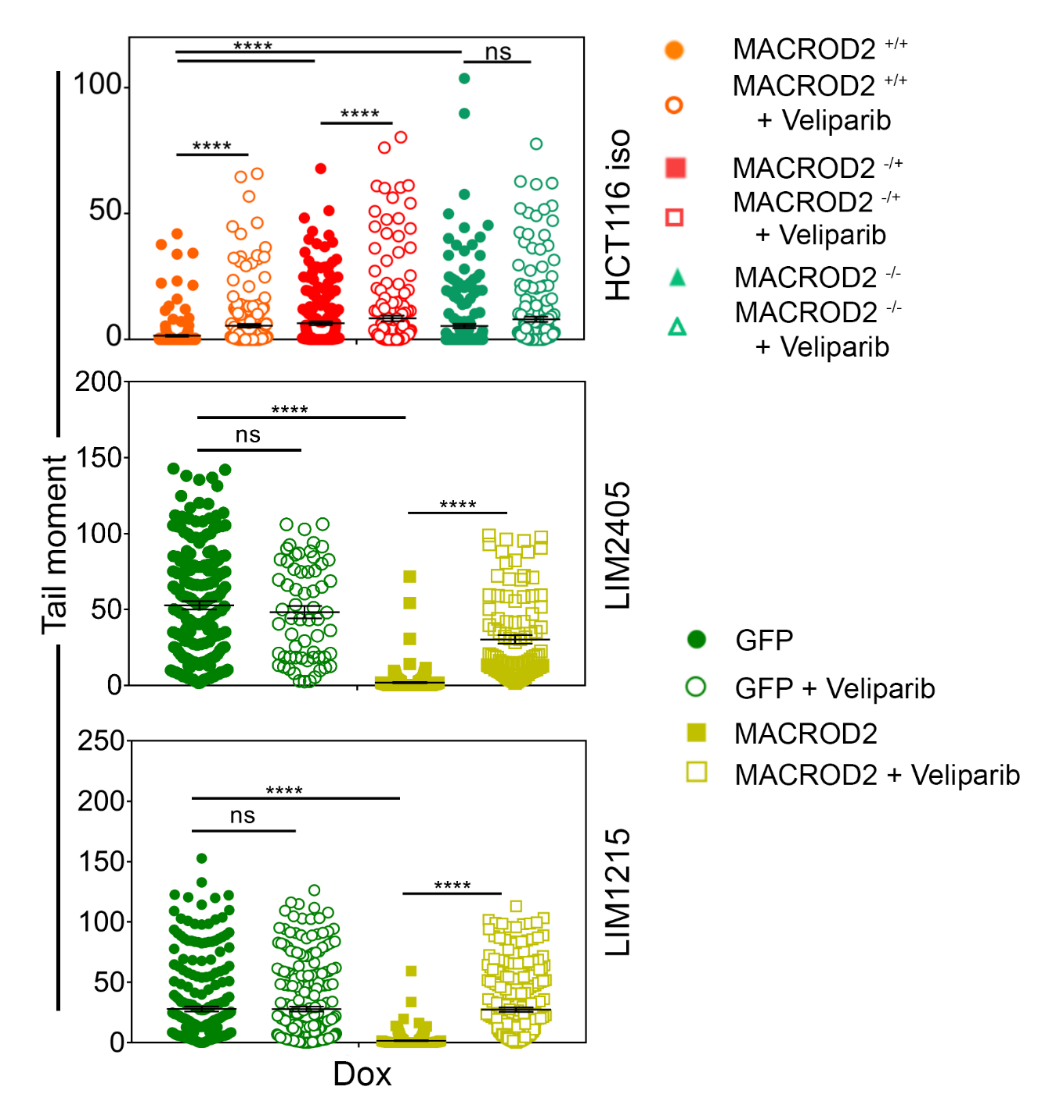 ****
ns
100
****
****
50
0
HCT116 iso
MACROD2 +/+
MACROD2 +/+
+ Veliparib
MACROD2 -/+
MACROD2 -/+
+ Veliparib
MACROD2 -/-
MACROD2 -/-
+ Veliparib
Tail moment
200
****
ns
150
****
100
50
0
LIM2405
GFP
GFP + Veliparib
MACROD2
MACROD2 + Veliparib
250
200
****
ns
150
****
100
50
0
LIM1215
Dox